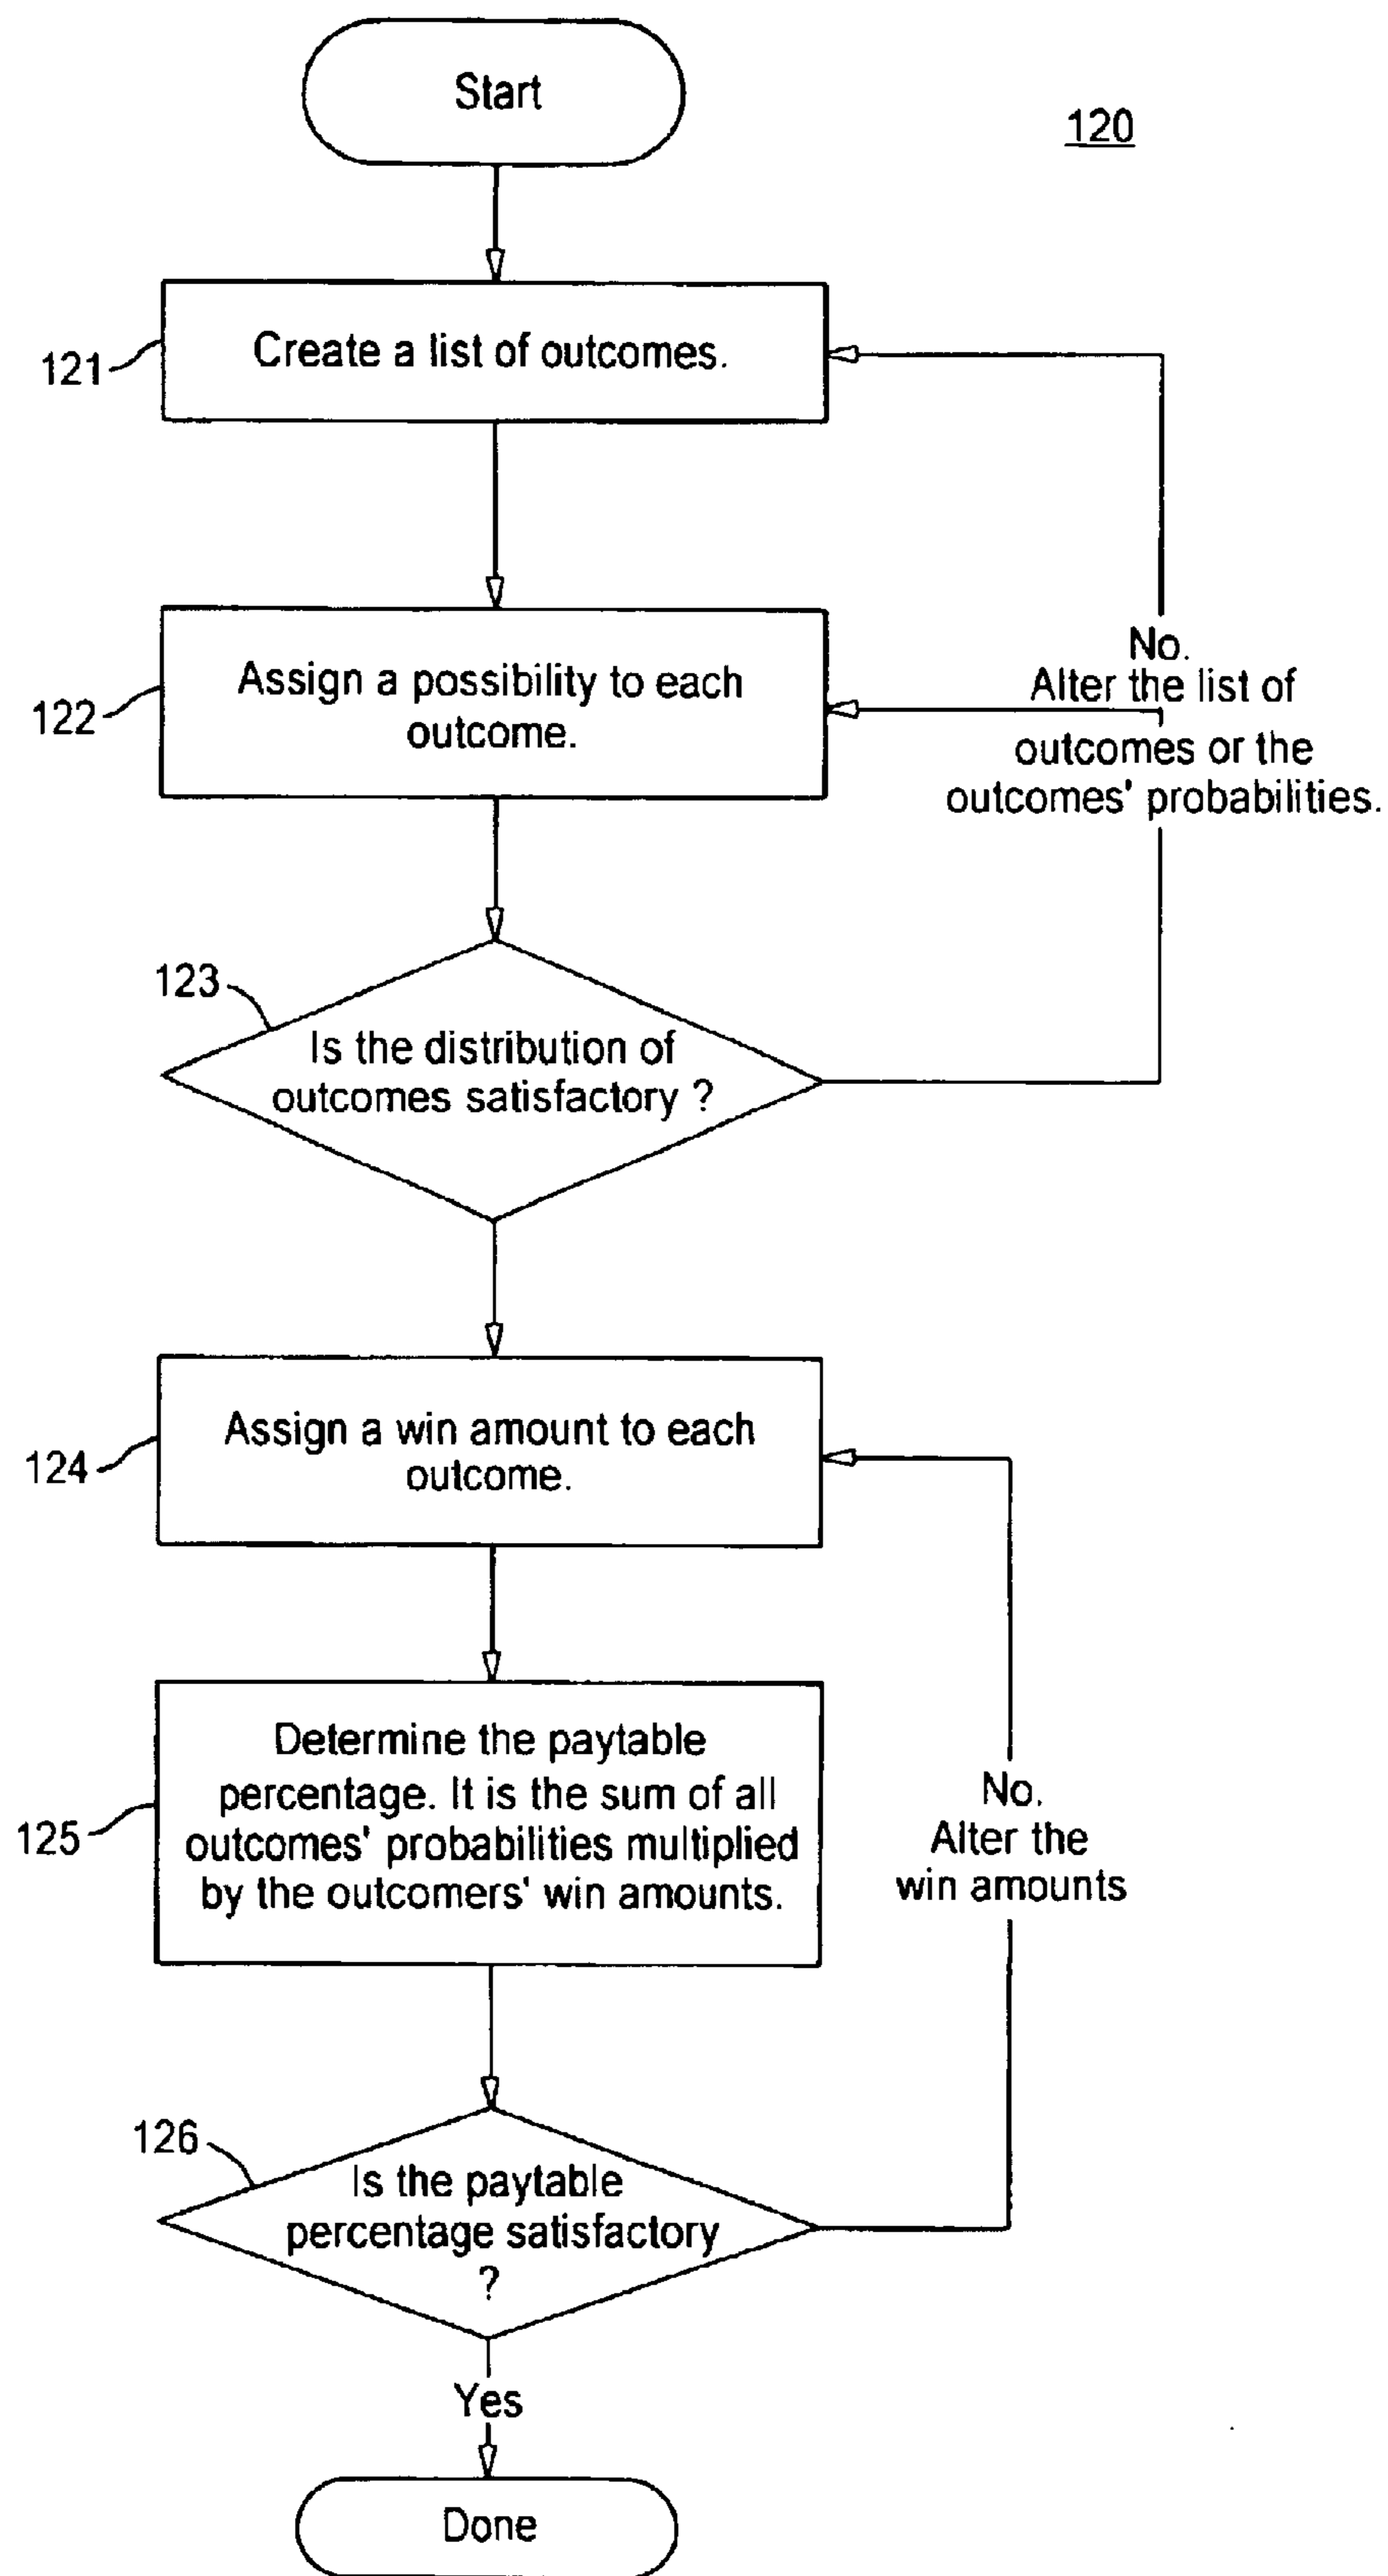 Start
120
121
Create a list of outcomes.
122
Assign a possibility to each
outcome.
No.
Alter the list of
outcomes or the
outcomes' probabilities.
123
Is the distribution of
outcomes satisfactory ?
124
Assign a win amount to each
outcome.
125
Determine the paytable
percentage. It is the sum of all
outcomes' probabilities multiplied
by the outcomers' win amounts.
No.
Alter the
win amounts
126
Is the paytable
percentage satisfactory
?
Yes
Done